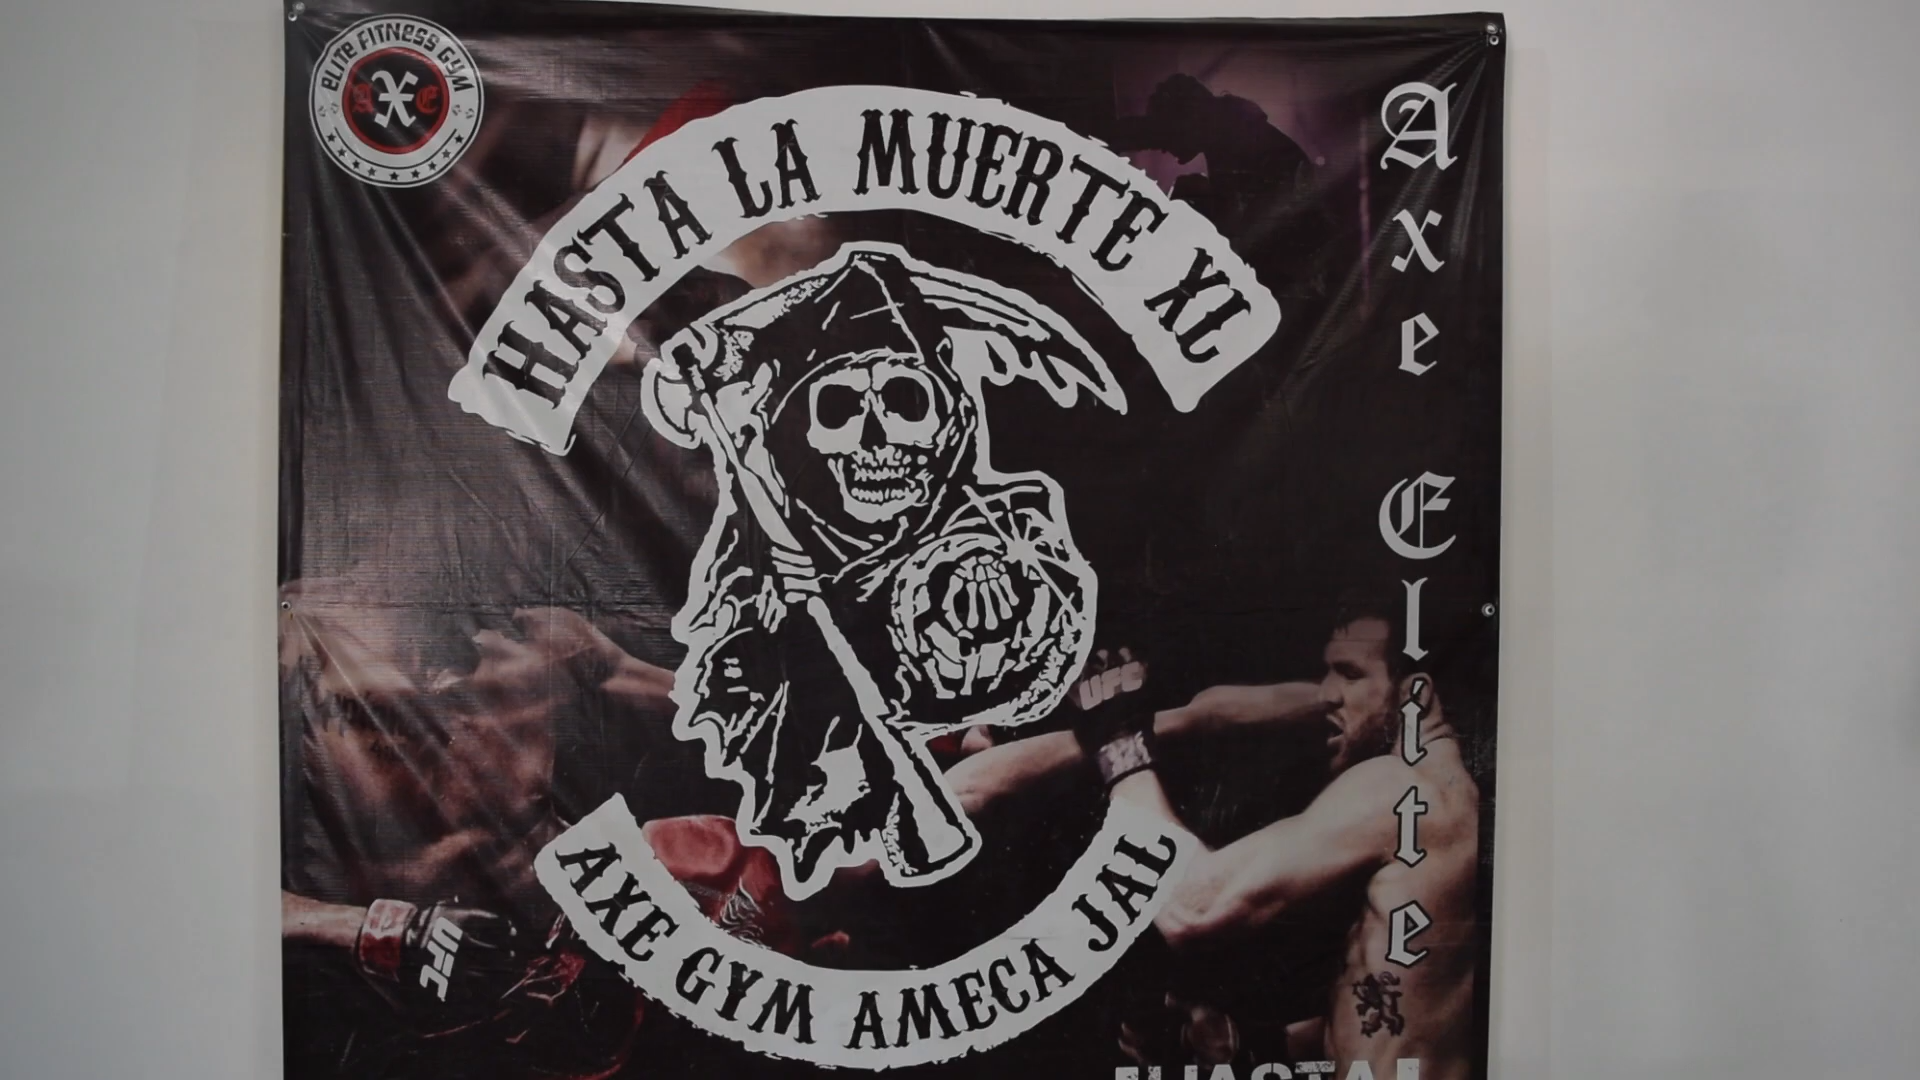 ELITE FITNESS GYM
AXE
HASTA LA MUERTE XL
Axe Elite
UFC
UFC
AXE GYM AMECA JAL